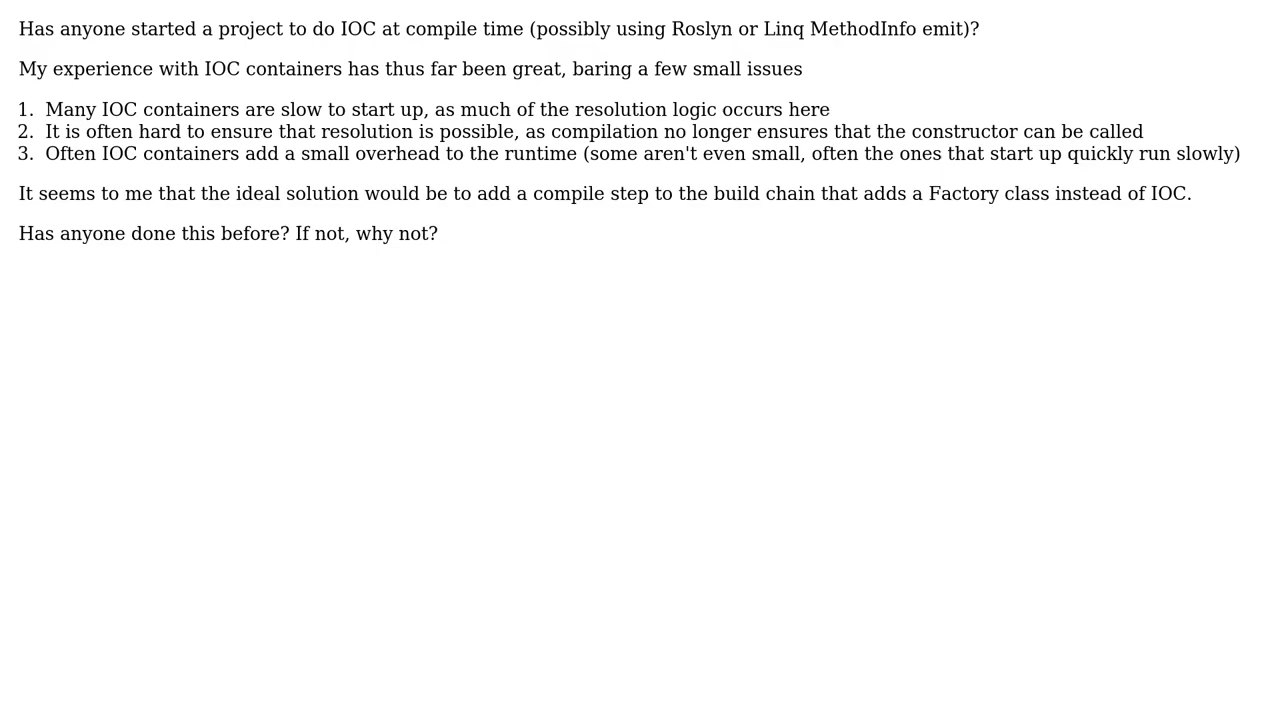 Has anyone started a project to do IOC at compile time (possibly using Roslyn or Linq MethodInfo emit)?
My experience with IOC containers has thus far been great, baring a few small issues
1. Many IOC containers are slow to start up, as much of the resolution logic occurs here
2. It is often hard to ensure that resolution is possible, as compilation no longer ensures that the constructor can be called
3. Often IOC containers add a small overhead to the runtime (some aren't even small, often the ones that start up quickly run slowly)
It seems to me that the ideal solution would be to add a compile step to the build chain that adds a Factory class instead of IOC.
Has anyone done this before? If not, why not?